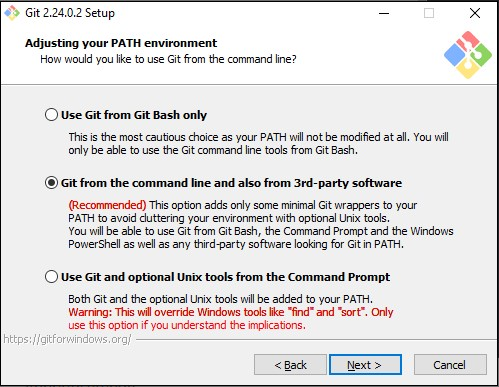 Git 2.24.0.2 Setup
Adjusting your PATH environment
How would you like to use Git from the command line?
Use Git from Git Bash only
This is the most cautious choice as your PATH will not be modified at all. You will
only be able to use the Git command line tools from Git Bash.
Git from the command line and also from 3rd-party software
(Recommended) This option adds only some minimal Git wrappers to your
PATH to avoid cluttering your environment with optional Unix tools.
You will be able to use Git from Git Bash, the Command Prompt and the Windows
PowerShell as well as any third-party software looking for Git in PATH.
Use Git and optional Unix tools from the Command Prompt
Both Git and the optional Unix tools will be added to your PATH.
Warning: This will override Windows tools like "find" and "sort". Only
use this option if you understand the implications.
https://gitforwindows.org/
< Back
Next >
Cancel